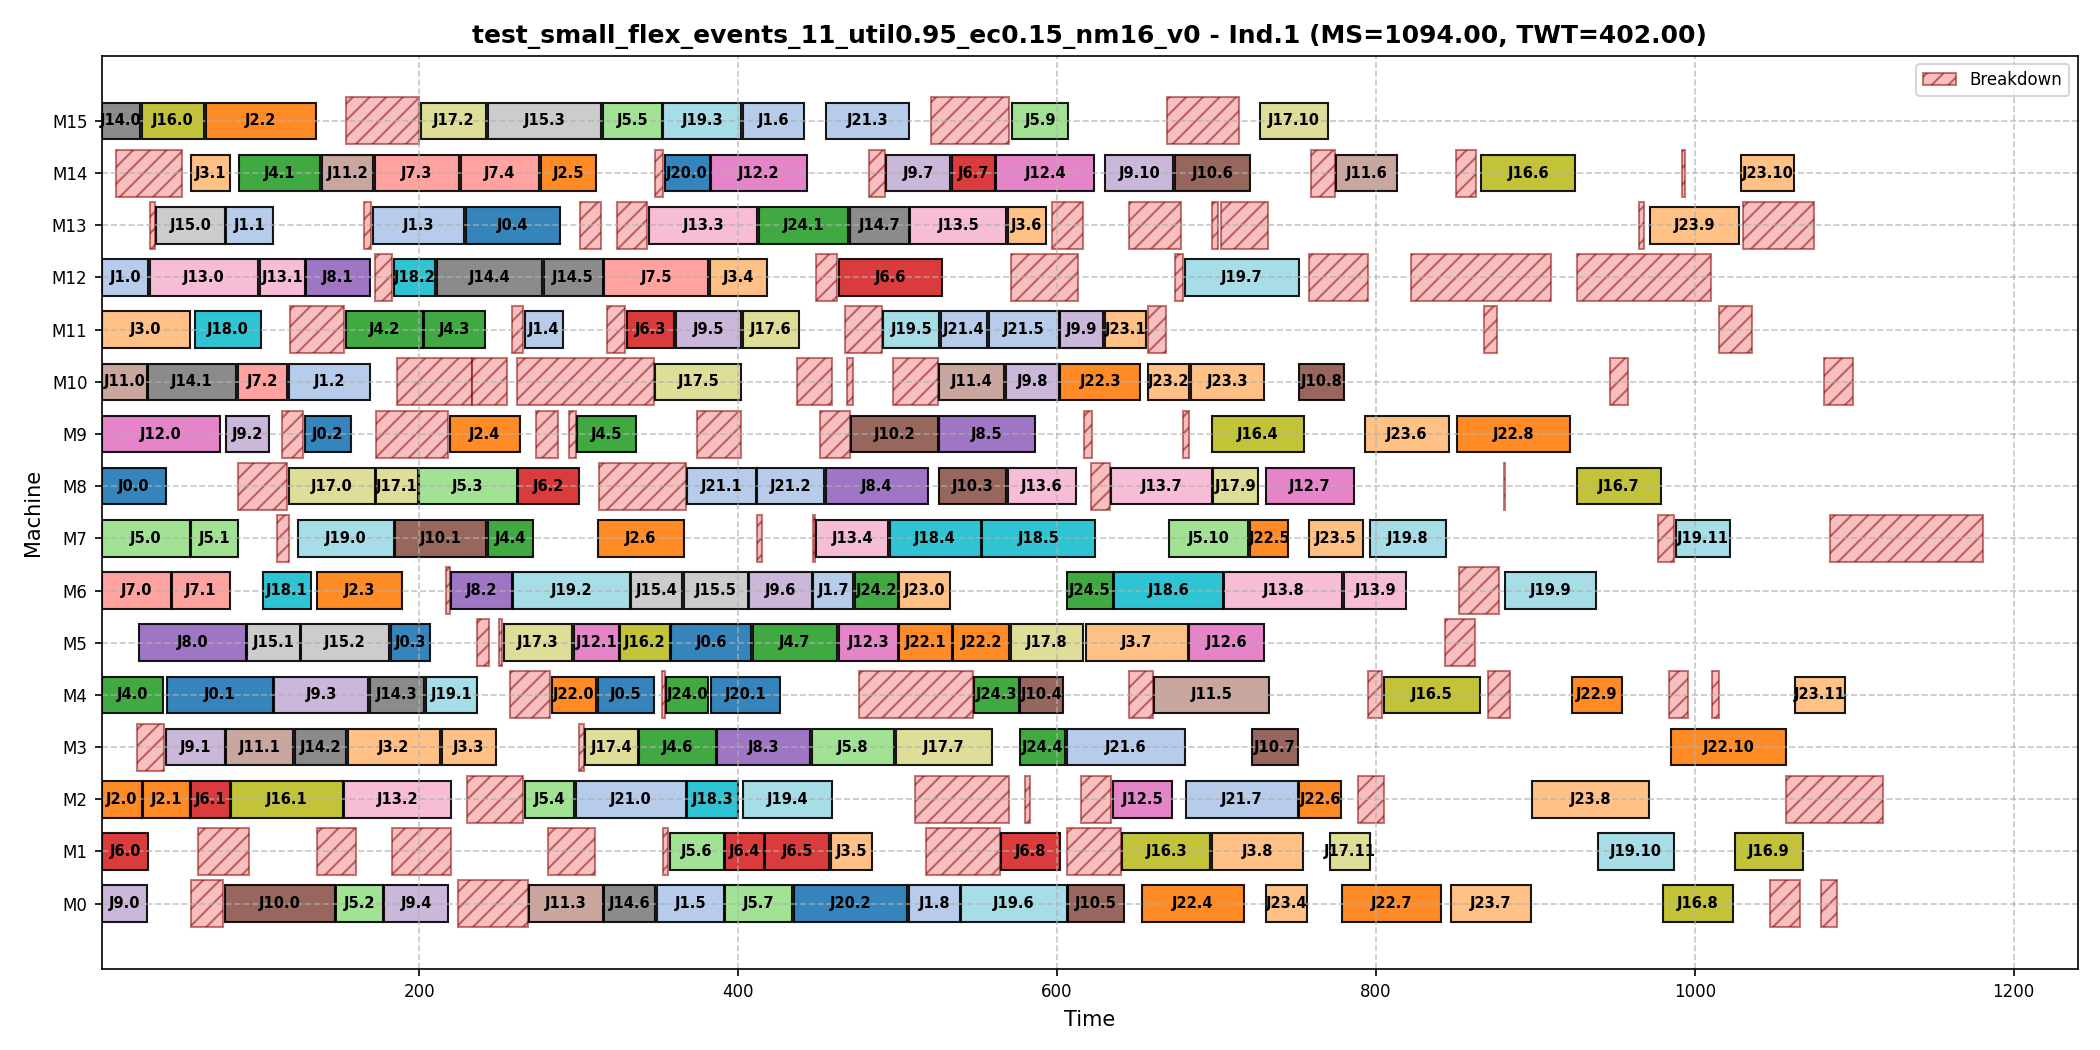 test_small_flex_events_11_util0.95_ec0.15_nm16_v0 - Ind.1 (MS=1094.00, TWT=402.00)
Breakdown
M15 J14.0 J16.0 J2.2 J17.2 J15.3 J5.5 J19.3 J1.6 J21.3 J5.9 J17.10
M14 J3.1 J4.1 J11.2 J7.3 J7.4 J2.5 J20.0 J12.2 J9.7 J6.7 J12.4 J9.10 J10.6 J11.6 J16.6 J23.10
M13 J15.0 J1.1 J1.3 J0.4 J13.3 J24.1 J14.7 J13.5 J3.6 J23.9
M12 J1.0 J13.0 J13.1 J8.1 J18.2 J14.4 J14.5 J7.5 J3.4 J6.6 J19.7
M11 J3.0 J18.0 J4.2 J4.3 J1.4 J6.3 J9.5 J17.6 J19.5 J21.4 J21.5 J9.9 J23.1
M10 J11.0 J14.1 J7.2 J1.2 J17.5 J11.4 J9.8 J22.3 J23.2 J23.3 J10.8
M9 J12.0 J9.2 J0.2 J2.4 J4.5 J10.2 J8.5 J16.4 J23.6 J22.8
M8 J0.0 J17.0 J17.1 J5.3 J6.2 J21.1 J21.2 J8.4 J10.3 J13.6 J13.7 J17.9 J12.7 J16.7
M7 J5.0 J5.1 J19.0 J10.1 J4.4 J2.6 J13.4 J18.4 J18.5 J5.10 J22.5 J23.5 J19.8 J19.11
M6 J7.0 J7.1 J18.1 J2.3 J8.2 J19.2 J15.4 J15.5 J9.6 J1.7 J24.2 J23.0 J24.5 J18.6 J13.8 J13.9 J19.9
M5 J8.0 J15.1 J15.2 J0.3 J17.3 J12.1 J16.2 J0.6 J4.7 J12.3 J22.1 J22.2 J17.8 J3.7 J12.6
M4 J4.0 J0.1 J9.3 J14.3 J19.1 J22.0 J0.5 J24.0 J20.1 J24.3 J10.4 J11.5 J16.5 J22.9 J23.11
M3 J9.1 J11.1 J14.2 J3.2 J3.3 J17.4 J4.6 J8.3 J5.8 J17.7 J24.4 J21.6 J10.7 J22.10
M2 J2.0 J2.1 J6.1 J16.1 J13.2 J5.4 J21.0 J18.3 J19.4 J12.5 J21.7 J22.6 J23.8
M1 J6.0 J5.6 J6.4 J6.5 J3.5 J6.8 J16.3 J3.8 J17.11 J19.10 J16.9
M0 J9.0 J10.0 J5.2 J9.4 J11.3 J14.6 J1.5 J5.7 J20.2 J1.8 J19.6 J10.5 J22.4 J23.4 J22.7 J23.7 J16.8
Machine
200 400 600 800 1000 1200
Time